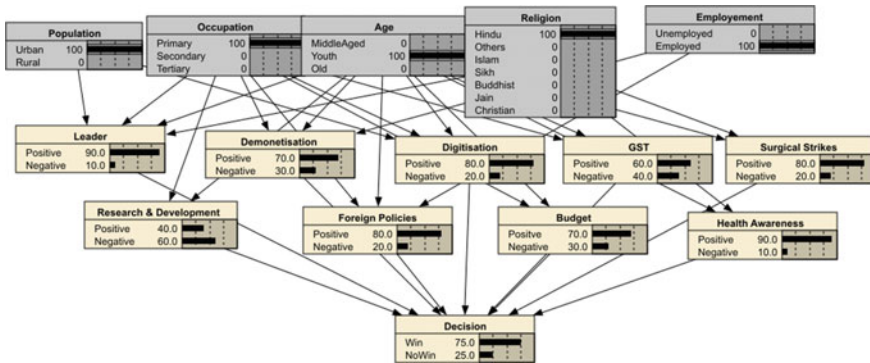 Population
Urban 100
Rural 0
Occupation
Primary 100
Secondary 0
Tertiary 0
Age
MiddleAged 0
Youth 100
Old 0
Religion
Hindu 100
Others 0
Islam 0
Sikh 0
Buddhist 0
Jain 0
Christian 0
Employement
Unemployed 0
Employed 100
Leader
Positive 90.0
Negative 10.0
Demonetisation
Positive 70.0
Negative 30.0
Digitisation
Positive 80.0
Negative 20.0
GST
Positive 60.0
Negative 40.0
Surgical Strikes
Positive 80.0
Negative 20.0
Research & Development
Positive 40.0
Negative 60.0
Foreign Policies
Positive 80.0
Negative 20.0
Budget
Positive 70.0
Negative 30.0
Health Awareness
Positive 90.0
Negative 10.0
Decision
Win 75.0
NoWin 25.0